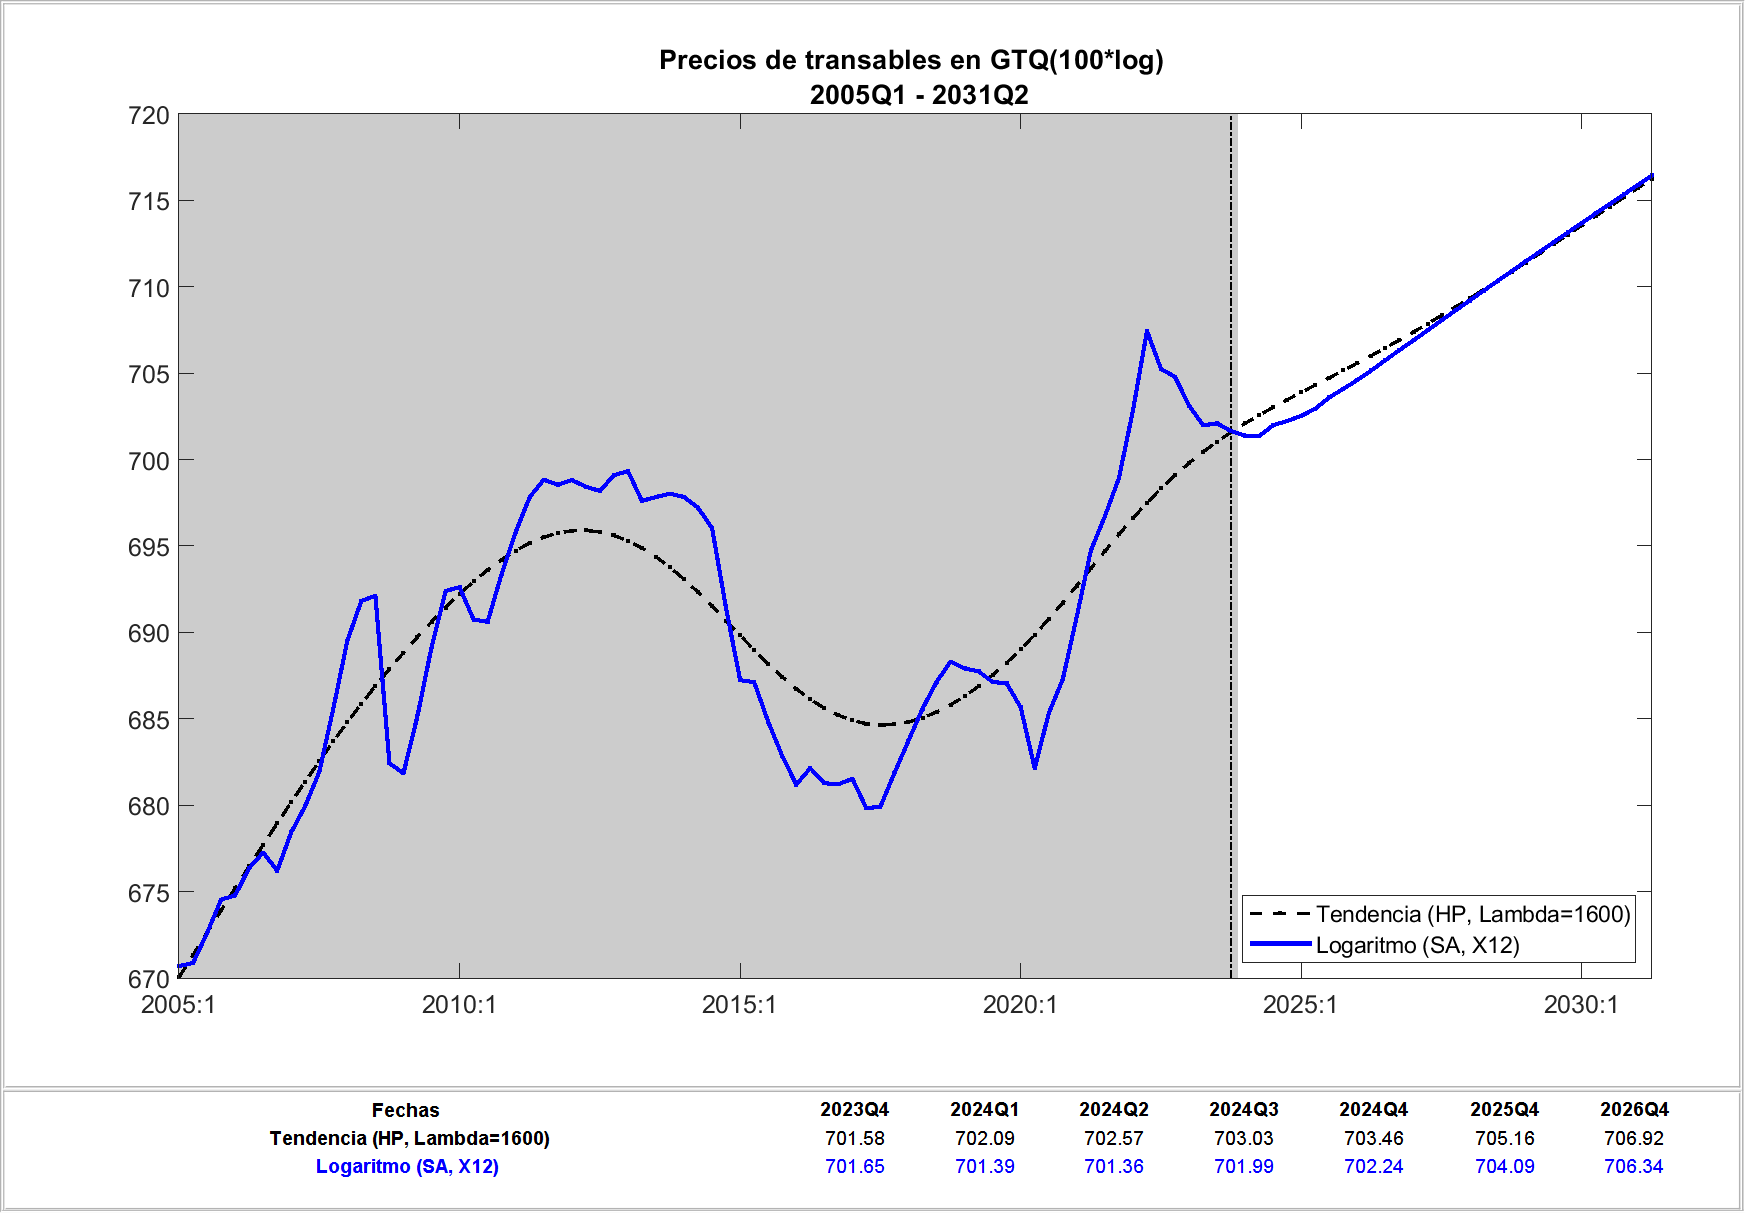 Precios de transables en GTQ(100*log)
2005Q1 - 2031Q2
720
715
710
705
700
695
690
685
680
675
670
2005:1 2010:1 2015:1 2020:1 2025:1 2030:1
Tendencia (HP, Lambda=1600)
Logaritmo (SA, X12)
Fechas 2023Q4 2024Q1 2024Q2 2024Q3 2024Q4 2025Q4 2026Q4
Tendencia (HP, Lambda=1600) 701.58 702.09 702.57 703.03 703.46 705.16 706.92
Logaritmo (SA, X12) 701.65 701.39 701.36 701.99 702.24 704.09 706.34